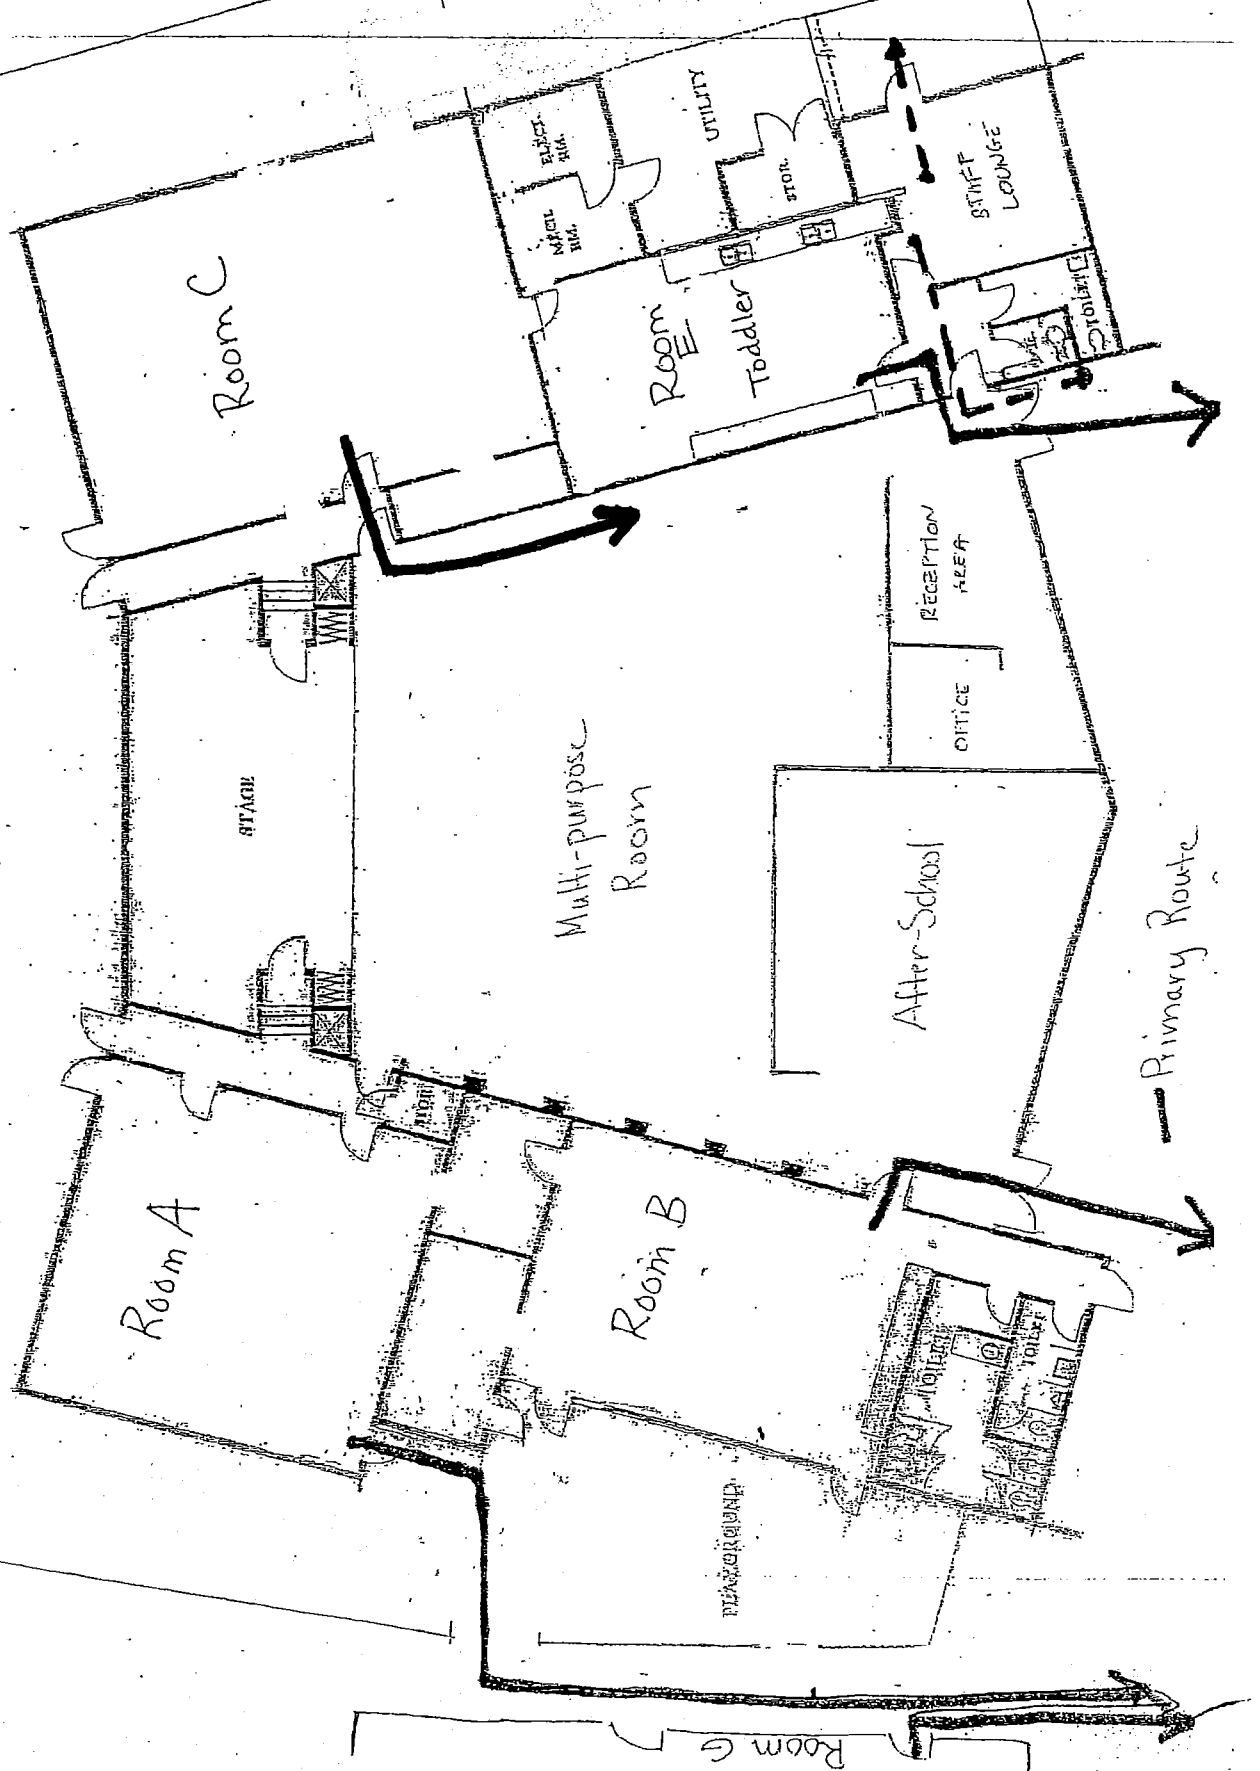 UTILITY
ELECT.
RM.
MECH.
RM.
STOR.
STAFF
LOUNGE
TOILET
Room C
Room
E
Toddler
RECEPTION
AREA
OFFICE
STAGE
Multi-purpose
Room
After-School
Primary Route
STOR
Room A
Room B
TOILET
TOILET
PLAYGROUND
Room G